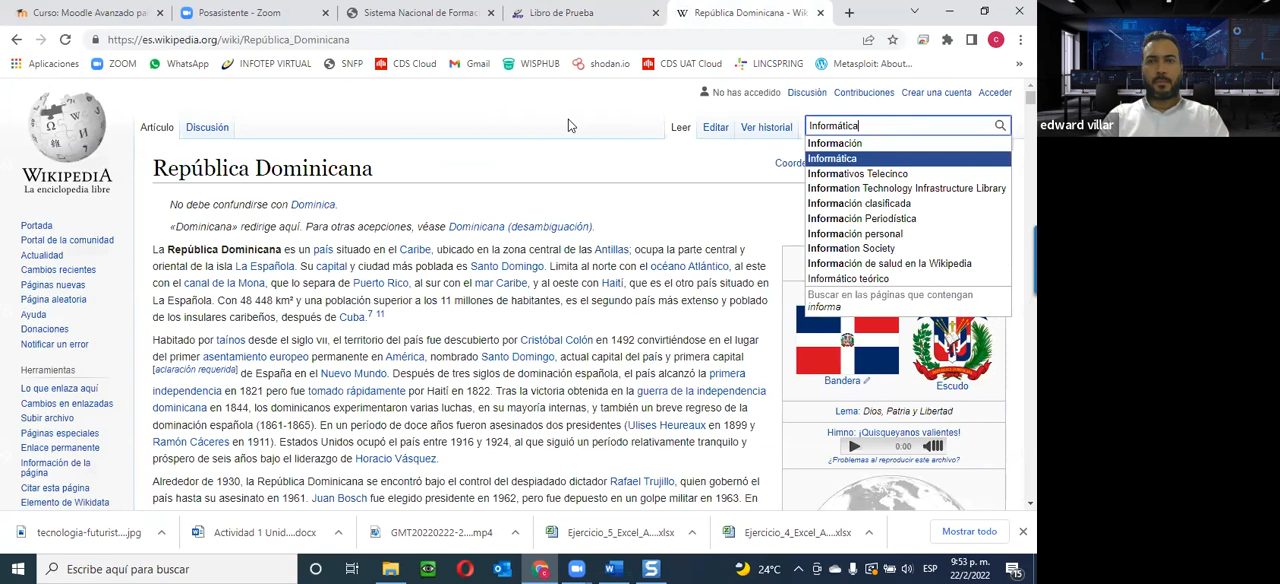 Curso: Moodle Avanzado pa
Posasistente - Zoom
Sistema Nacional de Formac
Libro de Prueba
República Dominicana - Wik
https://es.wikipedia.org/wiki/República_Dominicana
Aplicaciones
ZOOM
WhatsApp
INFOTEP VIRTUAL
SNFP
CDS Cloud
Gmail
WISPHUB
shodan.io
CDS UAT Cloud
LINCSPRING
Metasploit: About...
No has accedido Discusión Contribuciones Crear una cuenta Acceder
Artículo Discusión Leer Editar Ver historial
Informática
Información
Informática
Informativos Telecinco
Information Technology Infrastructure Library
Información clasificada
Información Periodística
Información personal
Information Society
Información de salud en la Wikipedia
Informático teórico
Buscar en las páginas que contengan
informa
WIKIPEDIA
La enciclopedia libre
Portada
Portal de la comunidad
Actualidad
Cambios recientes
Páginas nuevas
Página aleatoria
Ayuda
Donaciones
Notificar un error
Herramientas
Lo que enlaza aquí
Cambios en enlazadas
Subir archivo
Páginas especiales
Enlace permanente
Información de la
página
Citar esta página
Elemento de Wikidata
República Dominicana
Coorde
No debe confundirse con Dominica.
«Dominicana» redirige aquí. Para otras acepciones, véase Dominicana (desambiguación).
La República Dominicana es un país situado en el Caribe, ubicado en la zona central de las Antillas; ocupa la parte central y
oriental de la isla La Española. Su capital y ciudad más poblada es Santo Domingo. Limita al norte con el océano Atlántico, al este
con el canal de la Mona, que lo separa de Puerto Rico, al sur con el mar Caribe, y al oeste con Haití, que es el otro país situado en
La Española. Con 48 448 km² y una población superior a los 11 millones de habitantes, es el segundo país más extenso y poblado
de los insulares caribeños, después de Cuba.7 11
Habitado por taínos desde el siglo VII, el territorio del país fue descubierto por Cristóbal Colón en 1492 convirtiéndose en el lugar
del primer asentamiento europeo permanente en América, nombrado Santo Domingo, actual capital del país y primera capital
[aclaración requerida] de España en el Nuevo Mundo. Después de tres siglos de dominación española, el país alcanzó la primera
independencia en 1821 pero fue tomado rápidamente por Haití en 1822. Tras la victoria obtenida en la guerra de la independencia
dominicana en 1844, los dominicanos experimentaron varias luchas, en su mayoría internas, y también un breve regreso de la
dominación española (1861-1865). En un período de doce años fueron asesinados dos presidentes (Ulises Heureaux en 1899 y
Ramón Cáceres en 1911). Estados Unidos ocupó el país entre 1916 y 1924, al que siguió un período relativamente tranquilo y
próspero de seis años bajo el liderazgo de Horacio Vásquez.
Alrededor de 1930, la República Dominicana se encontró bajo el control del despiadado dictador Rafael Trujillo, quien gobernó el
país hasta su asesinato en 1961. Juan Bosch fue elegido presidente en 1962, pero fue depuesto en un golpe militar en 1963. En
Bandera
Escudo
Lema: Dios, Patria y Libertad
Himno: ¡Quisqueyanos valientes!
0:00
¿Problemas al reproducir este archivo?
tecnologia-futurist....jpg
Actividad 1 Unid....docx
GMT20220222-2....mp4
Ejercicio_5_Excel_A....xlsx
Ejercicio_4_Excel_A....xlsx
Mostrar todo
Escribe aquí para buscar
24°C
ESP
9:53 p.m.
22/2/2022
15
edward villar